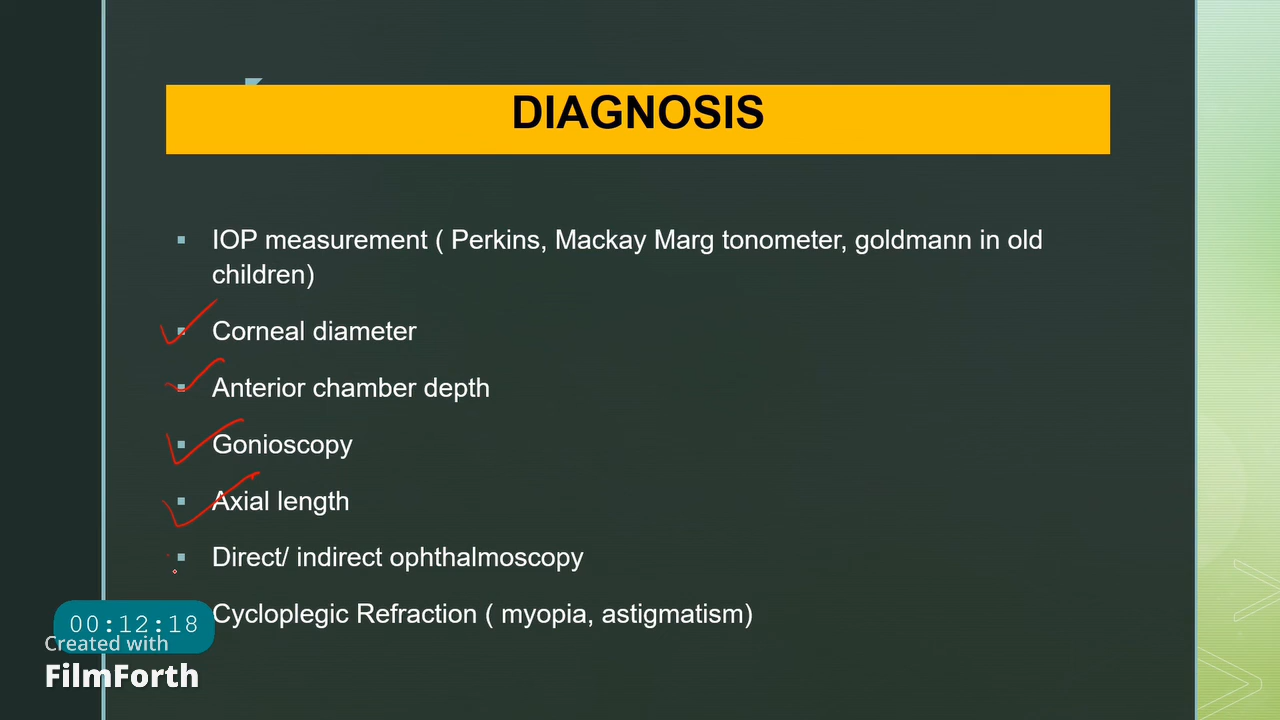 DIAGNOSIS
IOP measurement ( Perkins, Mackay Marg tonometer, goldmann in old
children)
Corneal diameter
Anterior chamber depth
Gonioscopy
Axial length
Direct/ indirect ophthalmoscopy
Cycloplegic Refraction ( myopia, astigmatism)
00:12:18
Created with
FilmForth